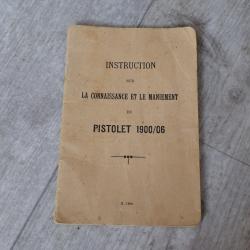 INSTRUCTION
SUR
LA CONNAISSANCE ET LE MANIEMENT
DU
PISTOLET 1900/06